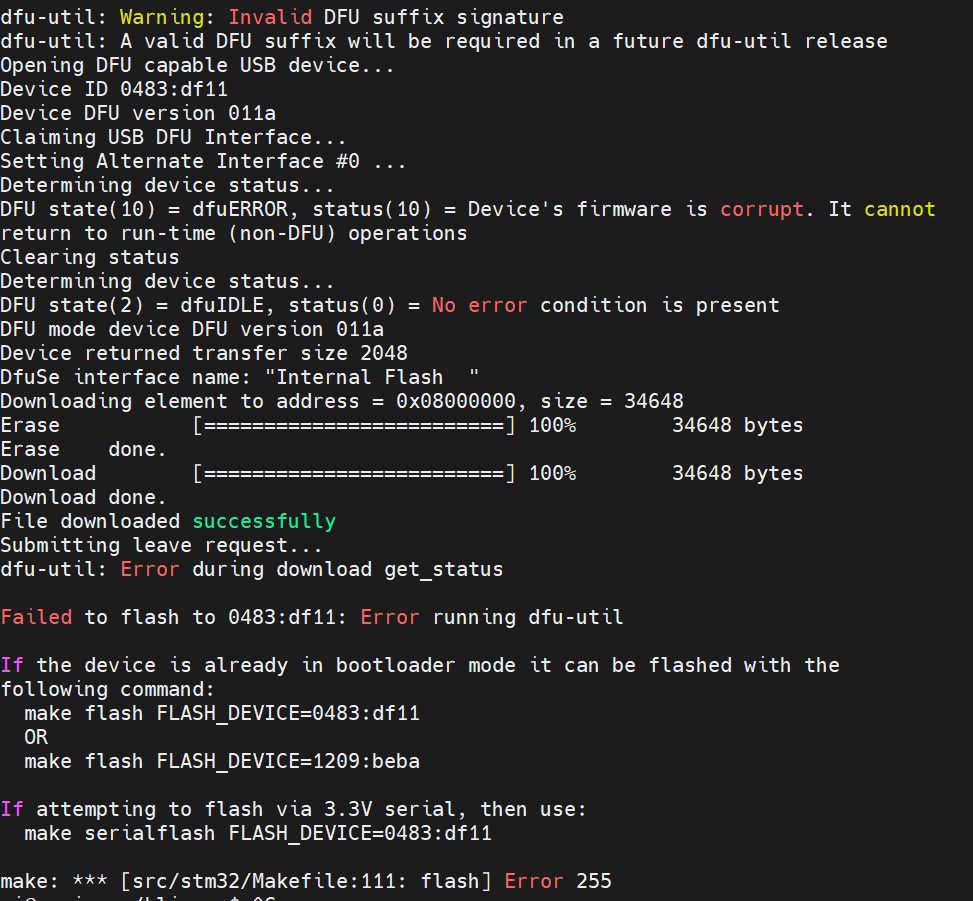 dfu-util: Warning: Invalid DFU suffix signature
dfu-util: A valid DFU suffix will be required in a future dfu-util release
Opening DFU capable USB device...
Device ID 0483:df11
Device DFU version 011a
Claiming USB DFU Interface...
Setting Alternate Interface #0 ...
Determining device status...
DFU state(10) = dfuERROR, status(10) = Device's firmware is corrupt. It cannot
return to run-time (non-DFU) operations
Clearing status
Determining device status...
DFU state(2) = dfuIDLE, status(0) = No error condition is present
DFU mode device DFU version 011a
Device returned transfer size 2048
DfuSe interface name: "Internal Flash  "
Downloading element to address = 0x08000000, size = 34648
Erase           [=========================] 100%        34648 bytes
Erase    done.
Download        [=========================] 100%        34648 bytes
Download done.
File downloaded successfully
Submitting leave request...
dfu-util: Error during download get_status
Failed to flash to 0483:df11: Error running dfu-util
If the device is already in bootloader mode it can be flashed with the
following command:
  make flash FLASH_DEVICE=0483:df11
  OR
  make flash FLASH_DEVICE=1209:beba
If attempting to flash via 3.3V serial, then use:
  make serialflash FLASH_DEVICE=0483:df11
make: *** [src/stm32/Makefile:111: flash] Error 255